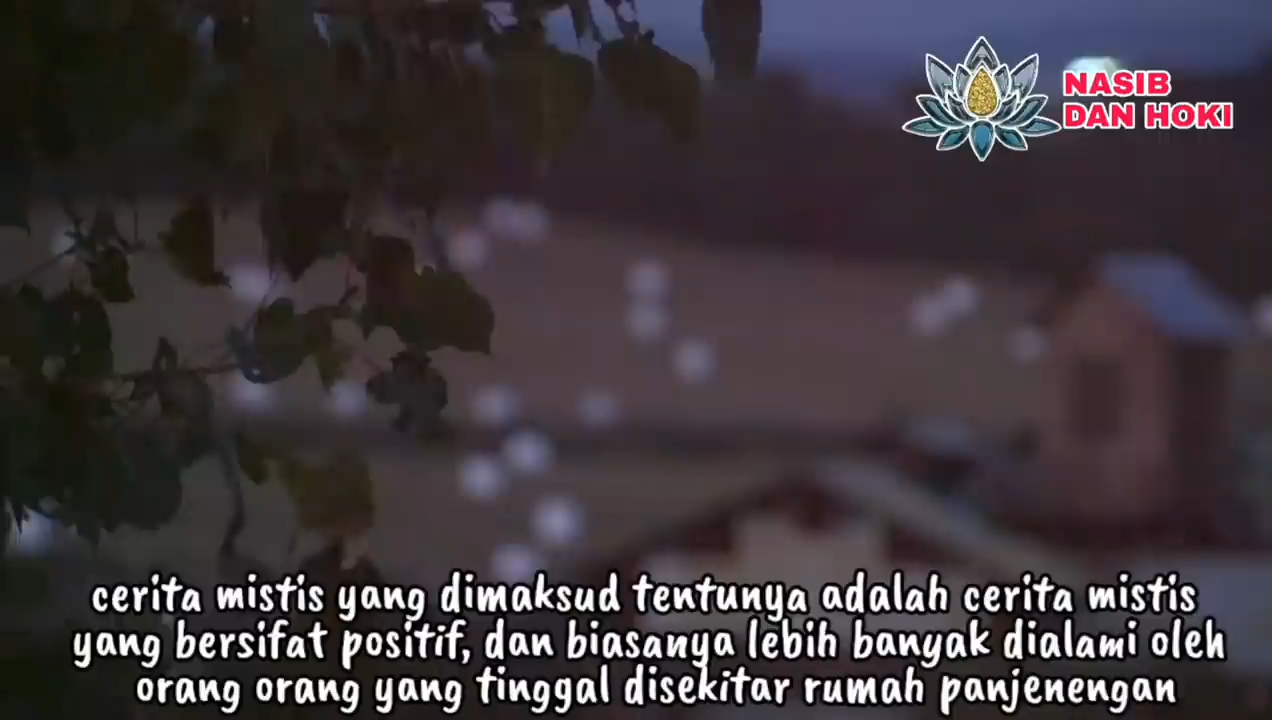 NASIB
DAN HOKI
cerita mistis yang dimaksud tentunya adalah cerita mistis
yang bersifat positif, dan biasanya lebih banyak dialami oleh
orang orang yang tinggal disekitar rumah panjenengan